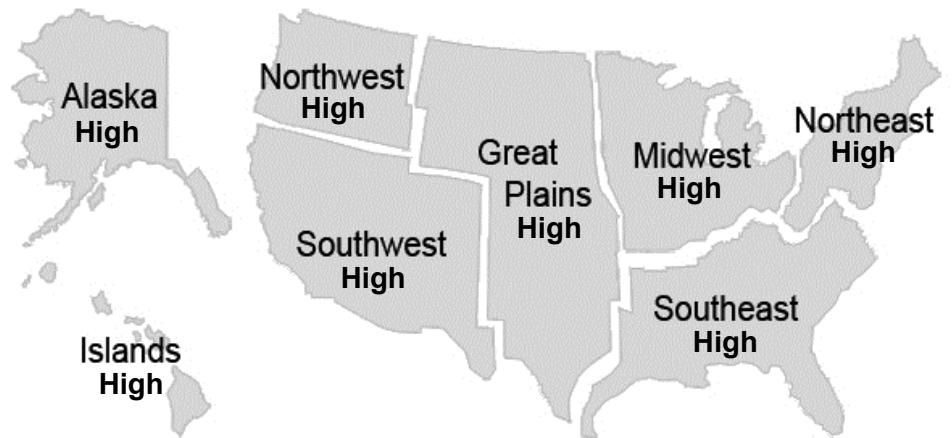 Alaska
High
Northwest
High
Great
Plains
High
Midwest
High
Northeast
High
Southwest
High
Southeast
High
Islands
High